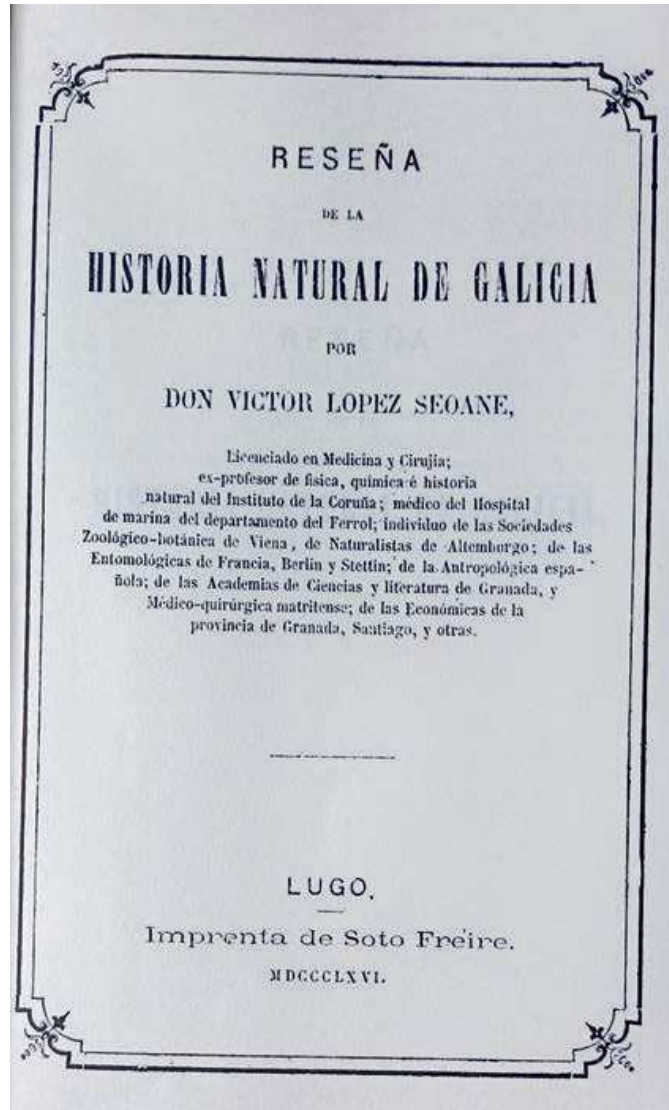 RESEÑA
DE LA
HISTORIA NATURAL DE GALICIA
POR
DON VICTOR LOPEZ SEOANE,
Licenciado en Medicina y Cirujia;
ex-profesor de fisica, quimica é historia
natural del Instituto de la Coruña; médico del Hospital
de marina del departamento del Ferrol; individuo de las Sociedades
Zoológico-botánica de Viena, de Naturalistas de Altemburgo; de las
Entomológicas de Francia, Berlin y Stettin; de la Antropológica espa-
ñola; de las Academias de Ciencias y literatura de Granada, y
Médico-quirúrgica matritense; de las Económicas de la
provincia de Granada, Santiago, y otras.
LUGO.
Imprenta de Soto Freire.
MDCCCLXVI.